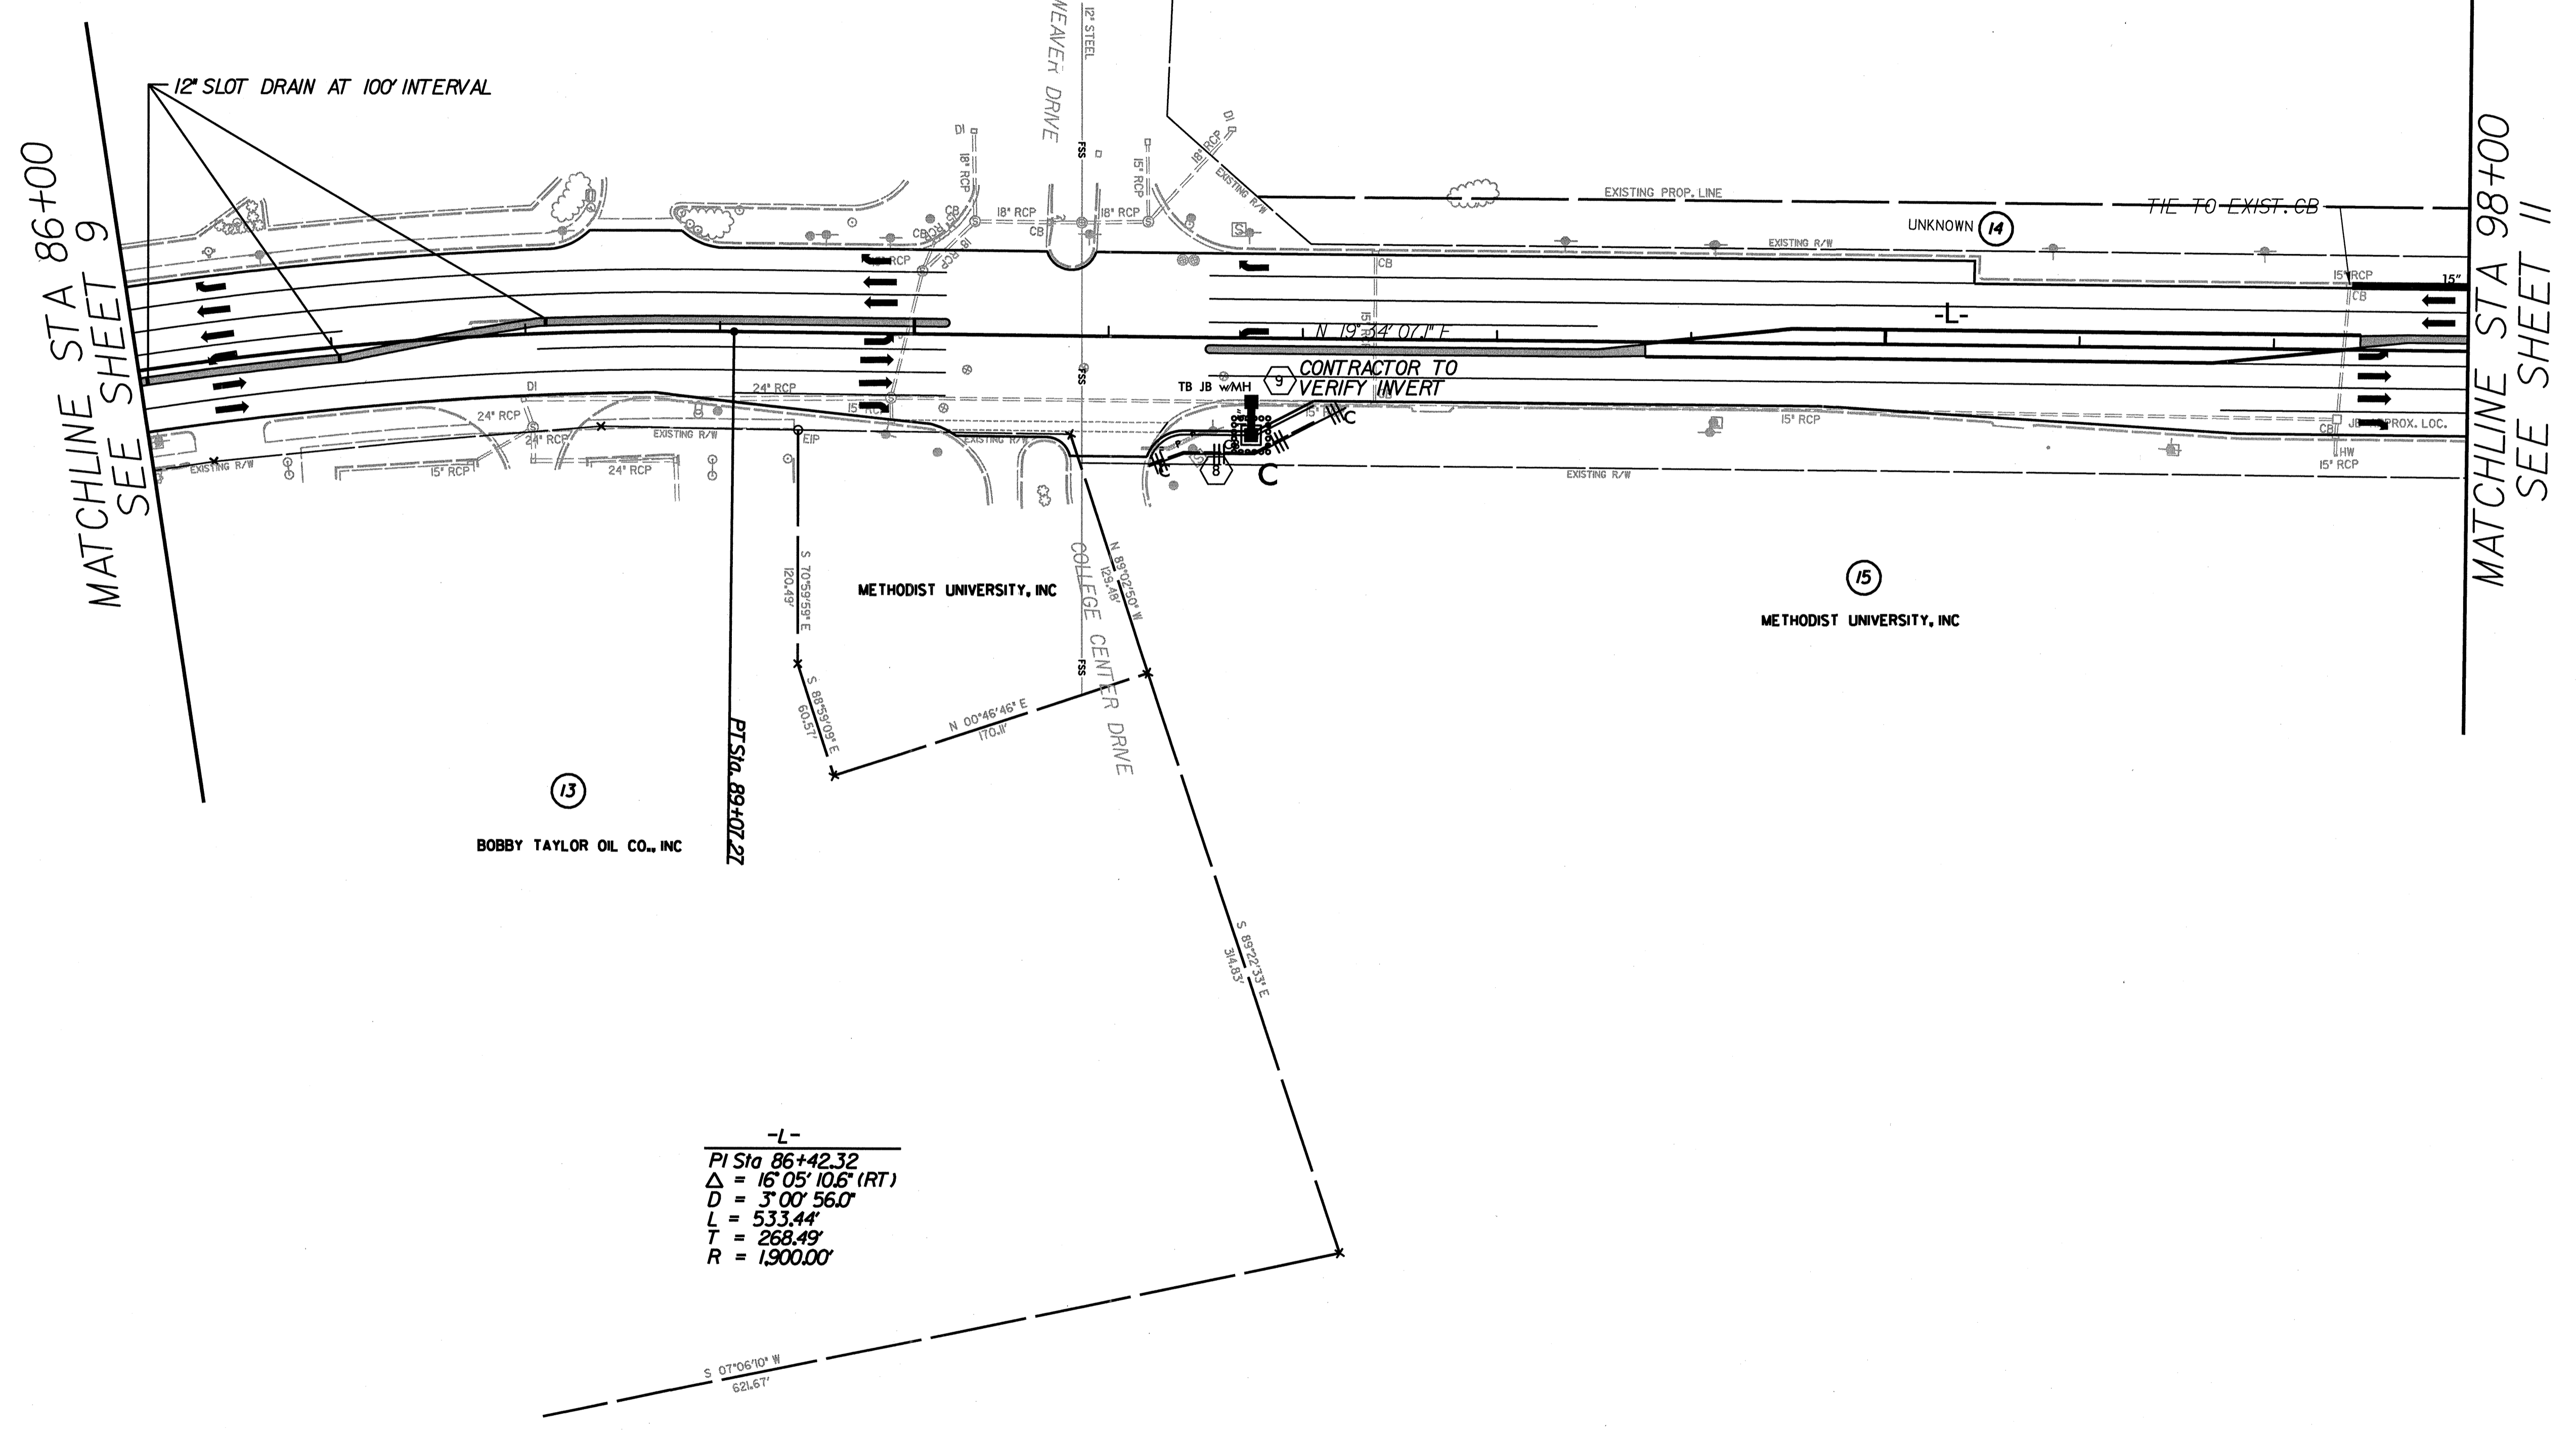 12" SLOT DRAIN AT 100' INTERVAL
MATCHLINE STA 86+00
SEE SHEET 9
WEAVER DRIVE
12" STEEL
FSS
DI
18" RCP
CB
18" RCP
CB
18" RCP
15" RCP
18" RCP
DI
EXISTING R/W
EXISTING PROP. LINE
TIE TO EXIST. CB
UNKNOWN 14
EXISTING R/W
CB
15" RCP
CB
15"
MATCHLINE STA 98+00
SEE SHEET 11
CB
RCP
-L-
N 19°34'07.1" E
CONTRACTOR TO
VERIFY INVERT
9
TB JB w/MH
FSS
DI
24" RCP
24" RCP
24" RCP
EXISTING R/W
EIP
EXISTING R/W
EXISTING R/W
15" RCP
24" RCP
8
C
C
15" RCP
CB
HW
15" RCP
EXISTING R/W
S 70°59'59" E
120.49'
METHODIST UNIVERSITY, INC
COLLEGE CENTER DRIVE
N 89°02'50" W
129.48'
FSS
15
METHODIST UNIVERSITY, INC
S 88°59'09" E
60.57'
N 00°46'46" E
170.11'
PT Sta. 89+07.27
13
BOBBY TAYLOR OIL CO., INC
S 89°22'33" E
314.83'
-L-
PI Sta 86+42.32
Δ = 16°05'10.6" (RT)
D = 3°00'56.0"
L = 533.44'
T = 268.49'
R = 1,900.00'
S 07°06'10" W
621.67'